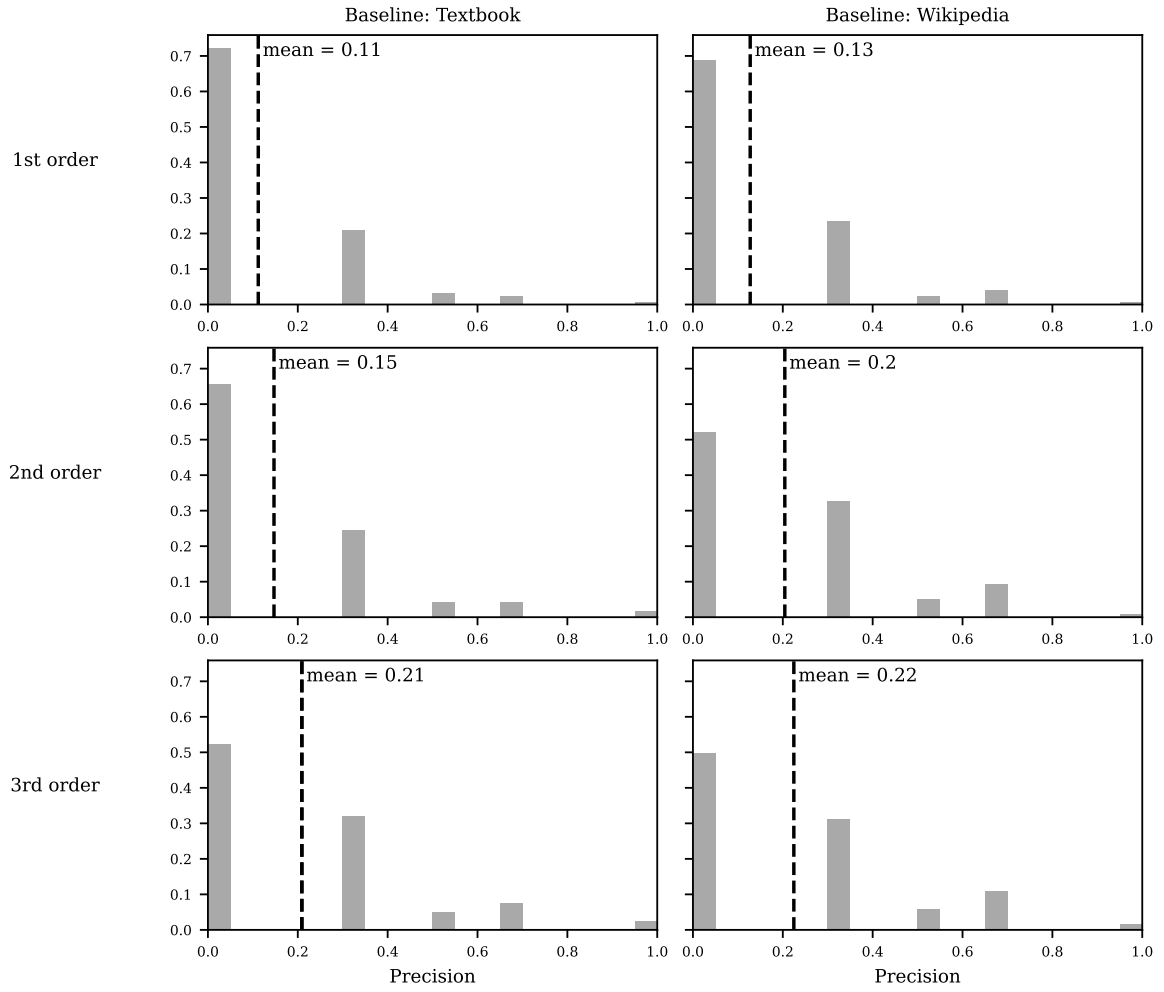 Baseline: Textbook
Baseline: Wikipedia
1st order
mean = 0.11
0.7
0.6
0.5
0.4
0.3
0.2
0.1
0.0
0.0 0.2 0.4 0.6 0.8 1.0
mean = 0.13
0.0 0.2 0.4 0.6 0.8 1.0
2nd order
mean = 0.15
0.7
0.6
0.5
0.4
0.3
0.2
0.1
0.0
0.0 0.2 0.4 0.6 0.8 1.0
mean = 0.2
0.0 0.2 0.4 0.6 0.8 1.0
3rd order
mean = 0.21
0.7
0.6
0.5
0.4
0.3
0.2
0.1
0.0
0.0 0.2 0.4 0.6 0.8 1.0
Precision
mean = 0.22
0.0 0.2 0.4 0.6 0.8 1.0
Precision